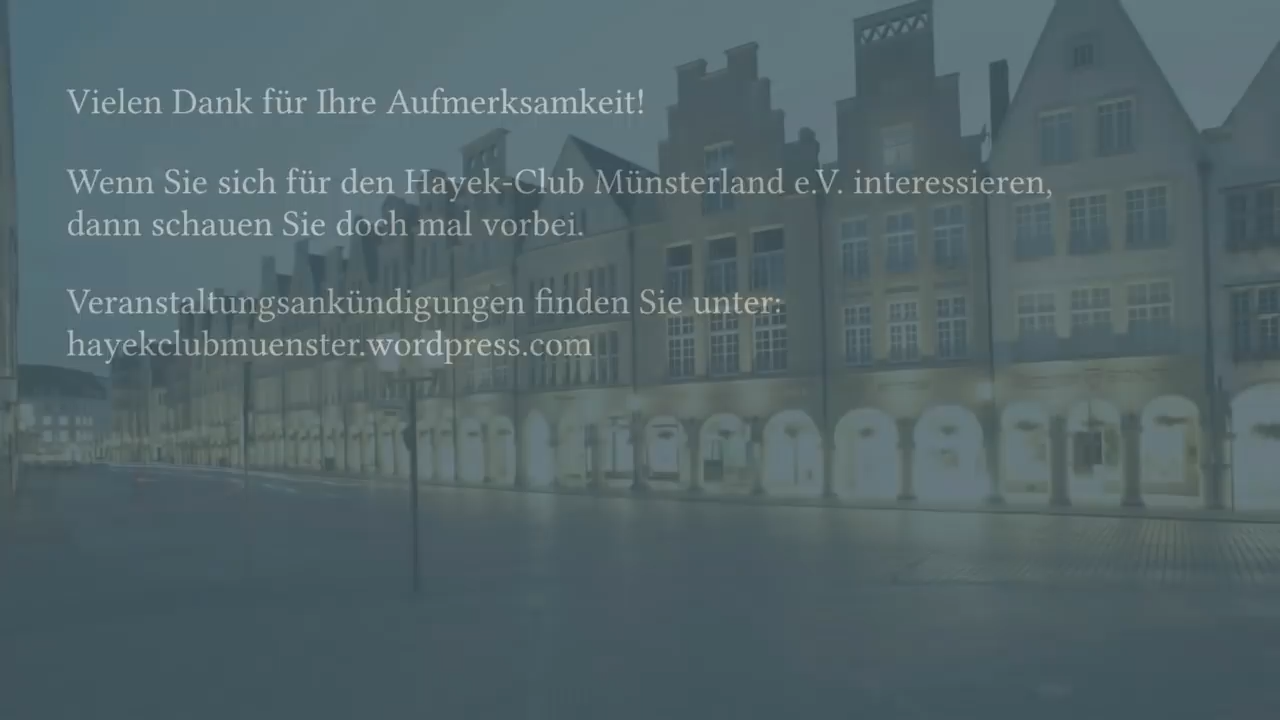 Vielen Dank für Ihre Aufmerksamkeit!
Wenn Sie sich für den Hayek-Club Münsterland e.V. interessieren,
dann schauen Sie doch mal vorbei.
Veranstaltungsankündigungen finden Sie unter:
hayekclubmuenster.wordpress.com